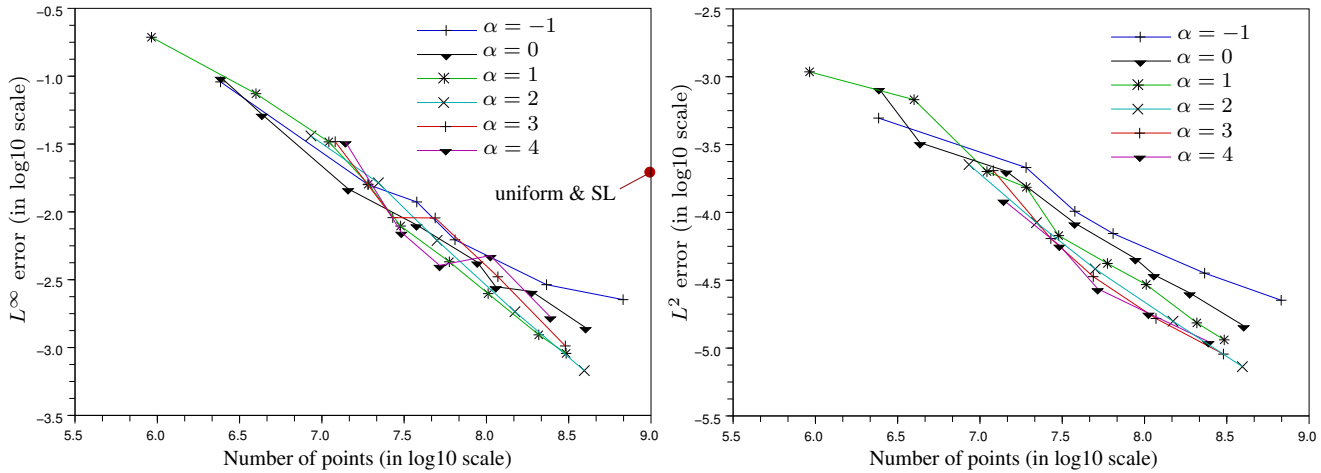 −0.5
−1.0
−1.5
−2.0
−2.5
−3.0
−3.5
5.5 6.0 6.5 7.0 7.5 8.0 8.5 9.0
L∞ error (in log10 scale)
Number of points (in log10 scale)
α = −1
α = 0
α = 1
α = 2
α = 3
α = 4
uniform & SL
−2.5
−3.0
−3.5
−4.0
−4.5
−5.0
−5.5
5.5 6.0 6.5 7.0 7.5 8.0 8.5 9.0
L² error (in log10 scale)
Number of points (in log10 scale)
α = −1
α = 0
α = 1
α = 2
α = 3
α = 4